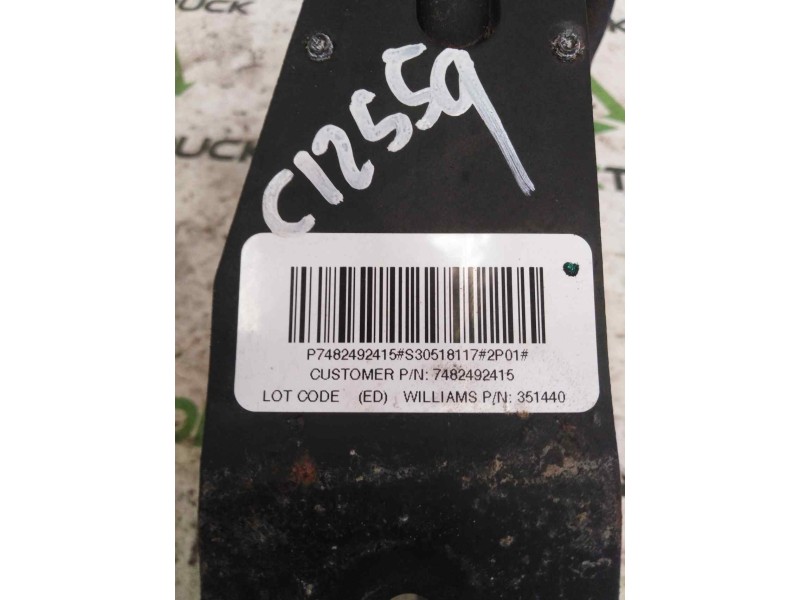 C12559
P7482492415#S30518117#2P01#
CUSTOMER P/N: 7482492415
LOT CODE (ED) WILLIAMS P/N: 351440